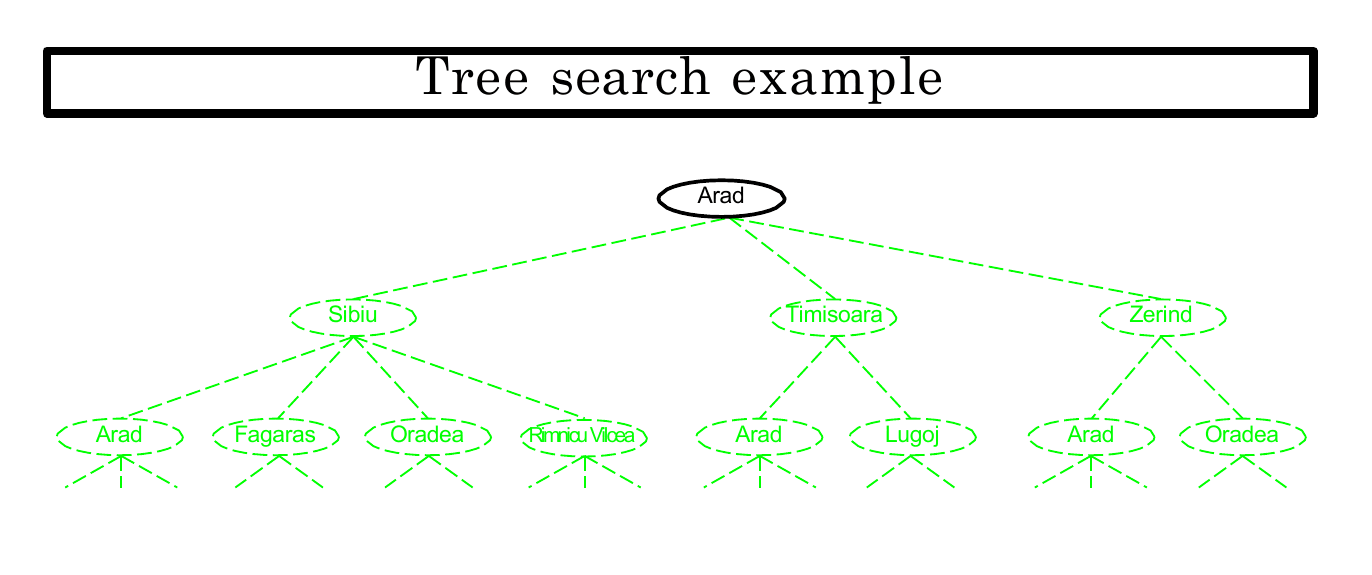 Tree search example
Arad
Sibiu Timisoara Zerind
Arad Fagaras Oradea Rimnicu Vilcea Arad Lugoj Arad Oradea